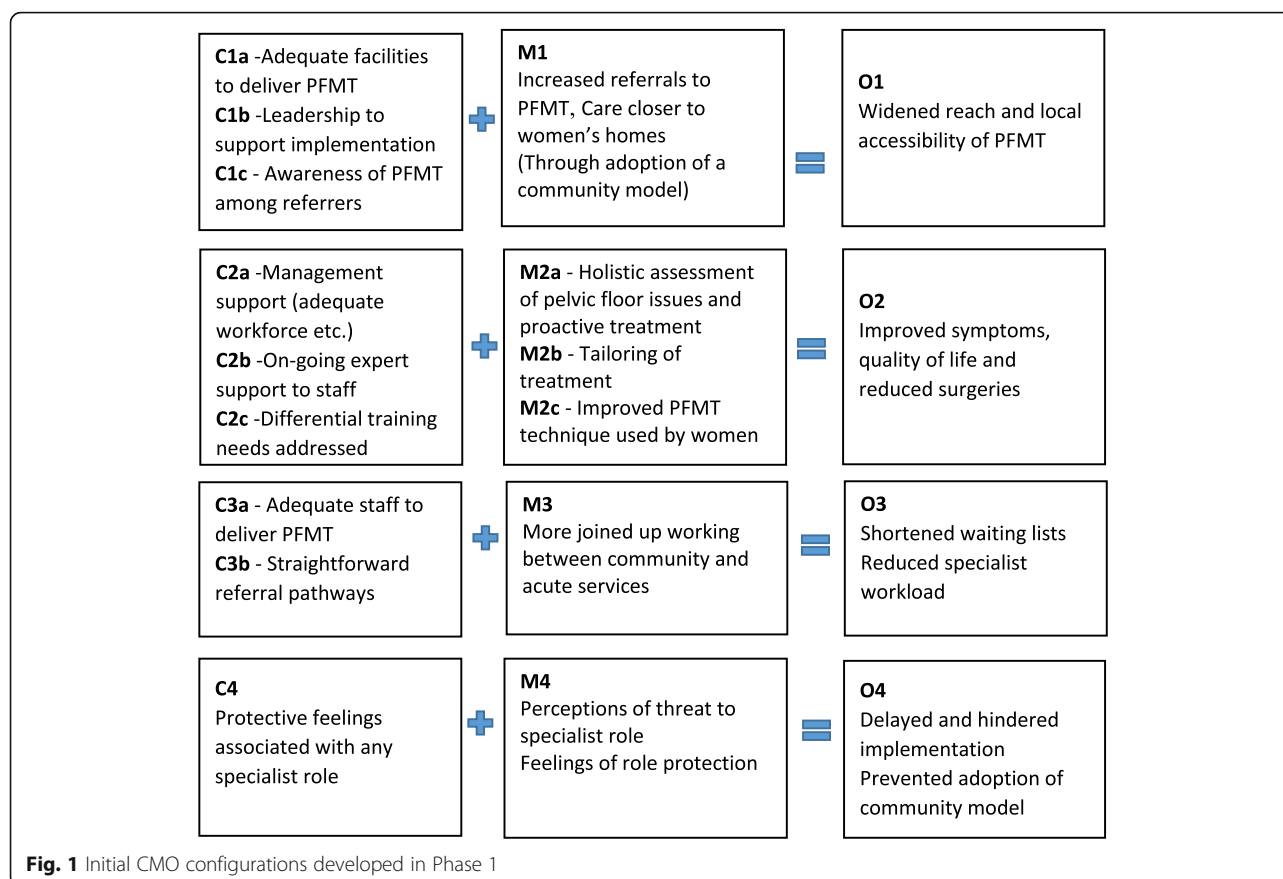 C1a -Adequate facilities
to deliver PFMT
C1b -Leadership to
support implementation
C1c - Awareness of PFMT
among referrers
M1
Increased referrals to
PFMT, Care closer to
women's homes
(Through adoption of a
community model)
O1
Widened reach and local
accessibility of PFMT
C2a -Management
support (adequate
workforce etc.)
C2b -On-going expert
support to staff
C2c -Differential training
needs addressed
M2a - Holistic assessment
of pelvic floor issues and
proactive treatment
M2b - Tailoring of
treatment
M2c - Improved PFMT
technique used by women
O2
Improved symptoms,
quality of life and
reduced surgeries
C3a - Adequate staff to
deliver PFMT
C3b - Straightforward
referral pathways
M3
More joined up working
between community and
acute services
O3
Shortened waiting lists
Reduced specialist
workload
C4
Protective feelings
associated with any
specialist role
M4
Perceptions of threat to
specialist role
Feelings of role protection
O4
Delayed and hindered
implementation
Prevented adoption of
community model
Fig. 1 Initial CMO configurations developed in Phase 1